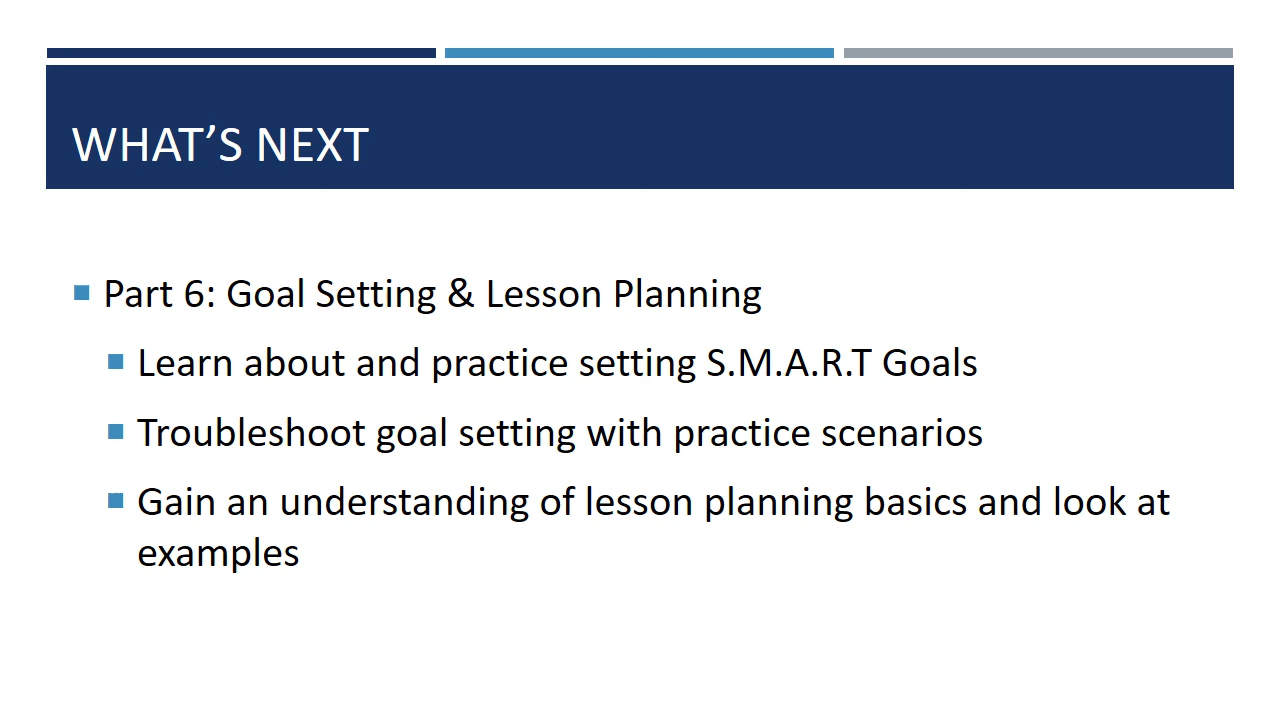 WHAT’S NEXT
Part 6: Goal Setting & Lesson Planning
Learn about and practice setting S.M.A.R.T Goals
Troubleshoot goal setting with practice scenarios
Gain an understanding of lesson planning basics and look at
examples